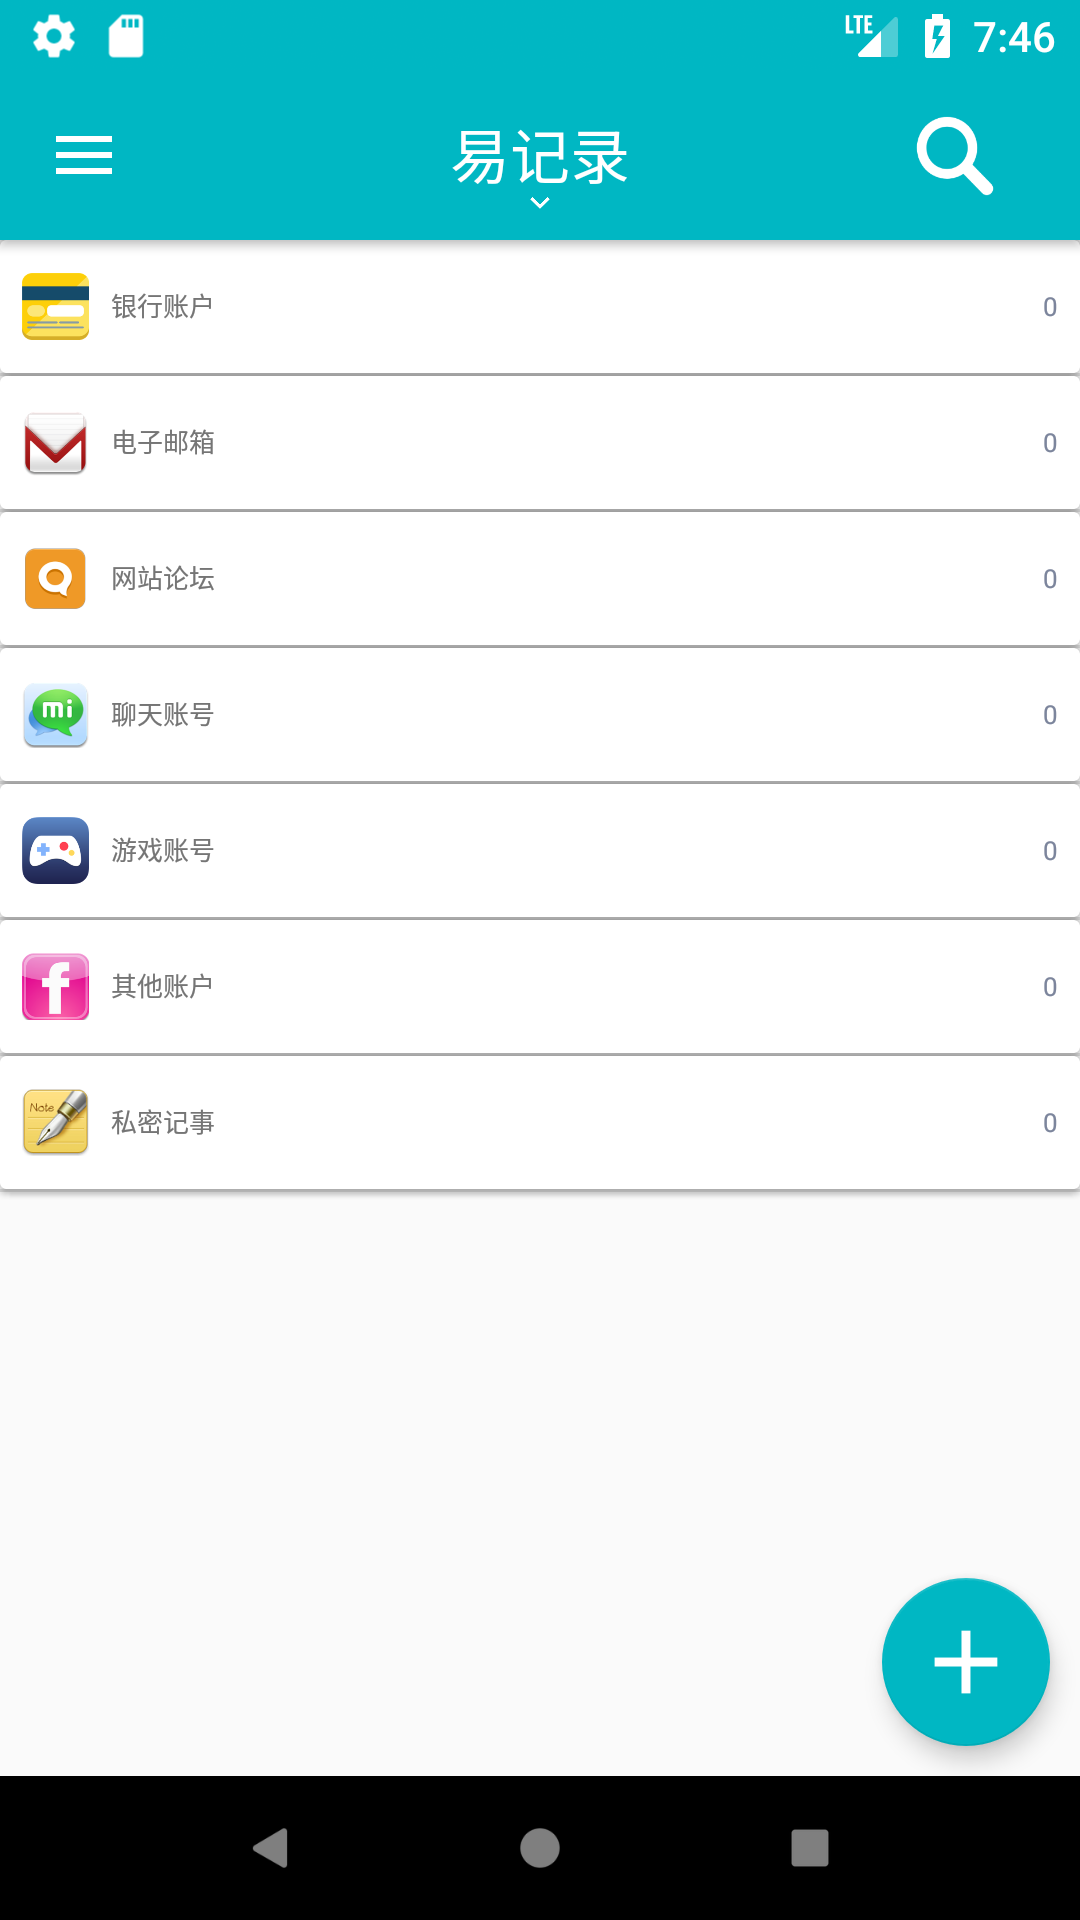 LTE 7:46
易记录
银行账户 0
电子邮箱 0
网站论坛 0
mi
聊天账号 0
游戏账号 0
f
其他账户 0
Note
私密记事 0